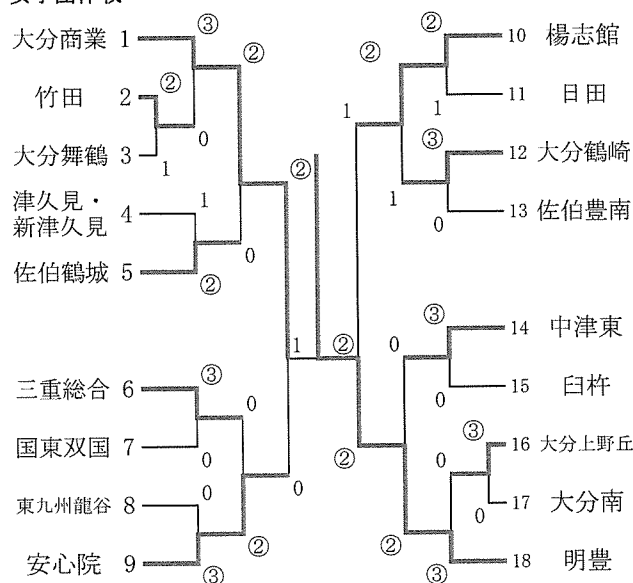 大分商業 1
竹田 2
大分舞鶴 3
津久見・
新津久見 4
佐伯鶴城 5
三重総合 6
国東双国 7
東九州龍谷 8
安心院 9
③
②
②
0
1
1
②
0
③
0
0
0
③
②
0
1
②
②
10 楊志館
11 日田
12 大分鶴崎
13 佐伯豊南
14 中津東
15 臼杵
16 大分上野丘
17 大分南
18 明豊
②
②
1
1
③
1
0
③
0
0
②
③
0
0
②
③